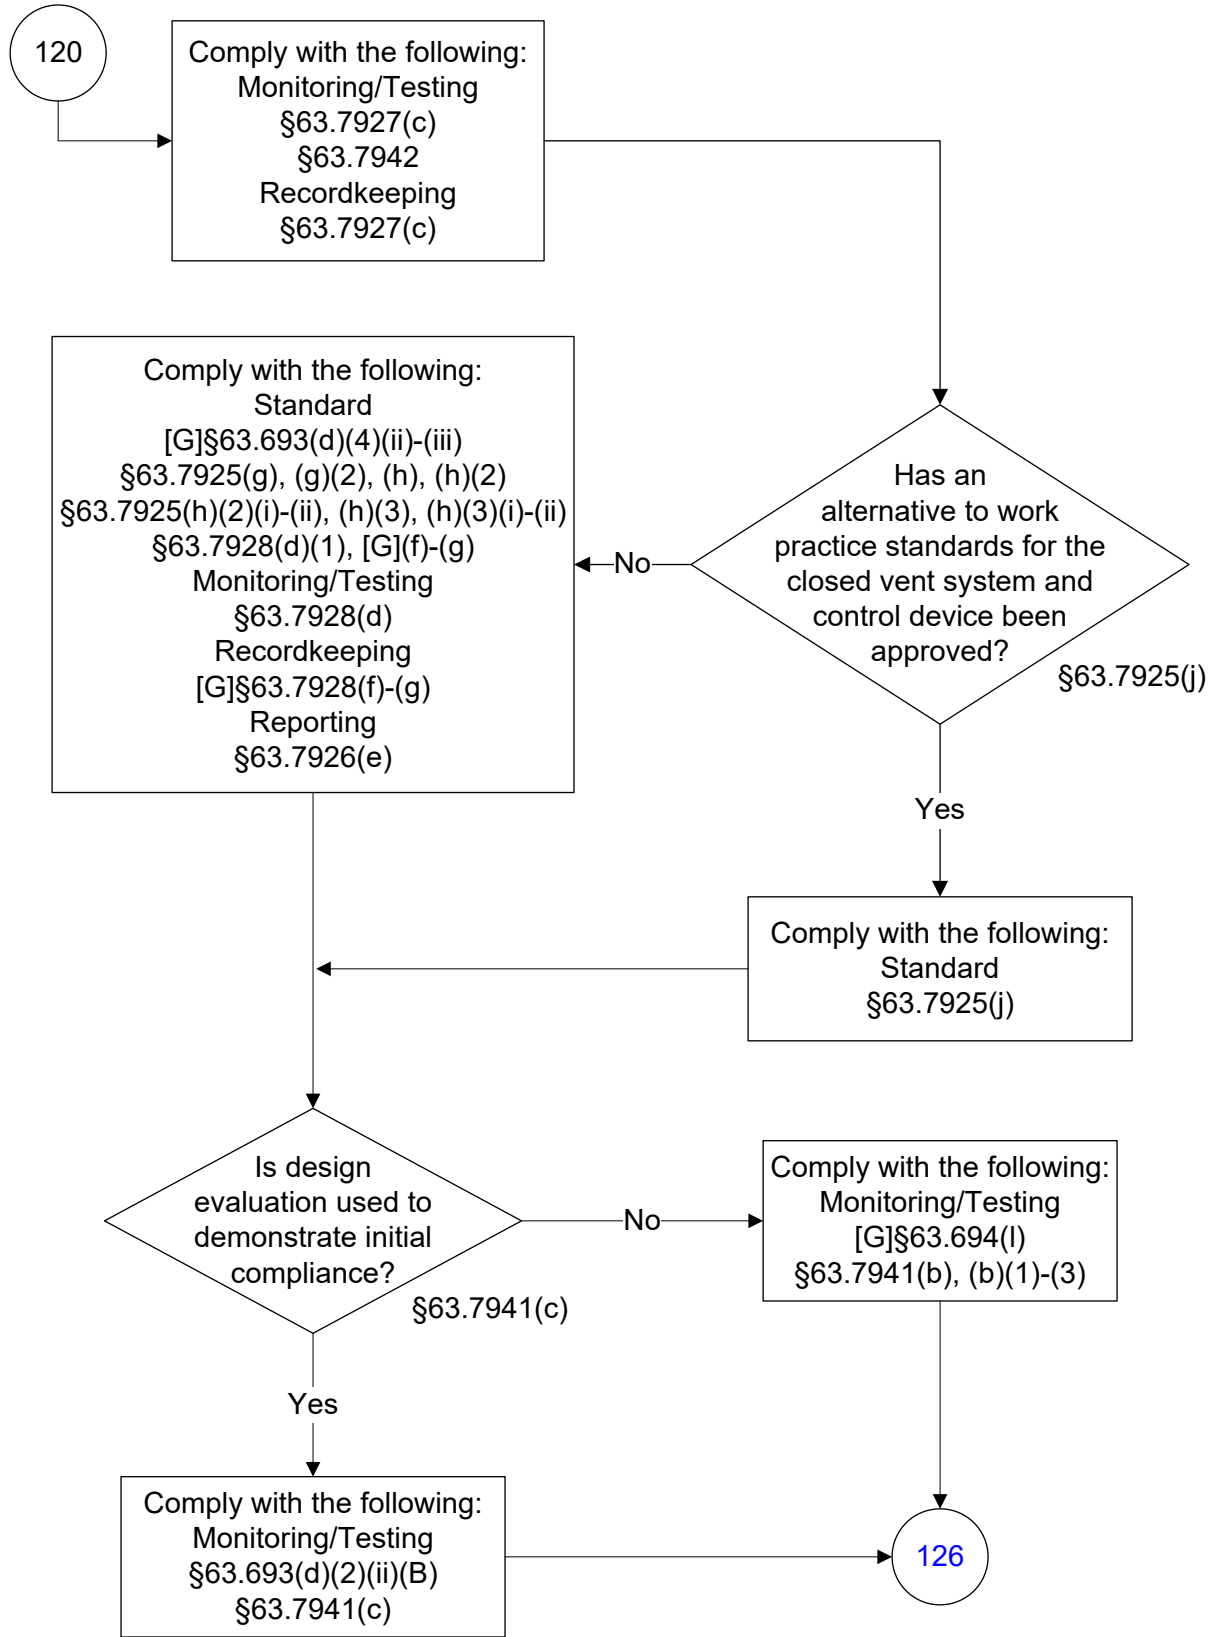 120
Comply with the following:
Monitoring/Testing
§63.7927(c)
§63.7942
Recordkeeping
§63.7927(c)
Comply with the following:
Standard
[G]§63.693(d)(4)(ii)-(iii)
§63.7925(g), (g)(2), (h), (h)(2)
§63.7925(h)(2)(i)-(ii), (h)(3), (h)(3)(i)-(ii)
§63.7928(d)(1), [G](f)-(g)
Monitoring/Testing
§63.7928(d)
Recordkeeping
[G]§63.7928(f)-(g)
Reporting
§63.7926(e)
No
Has an
alternative to work
practice standards for the
closed vent system and
control device been
approved?
§63.7925(j)
Yes
Comply with the following:
Standard
§63.7925(j)
Is design
evaluation used to
demonstrate initial
compliance?
§63.7941(c)
No
Comply with the following:
Monitoring/Testing
[G]§63.694(l)
§63.7941(b), (b)(1)-(3)
Yes
Comply with the following:
Monitoring/Testing
§63.693(d)(2)(ii)(B)
§63.7941(c)
126